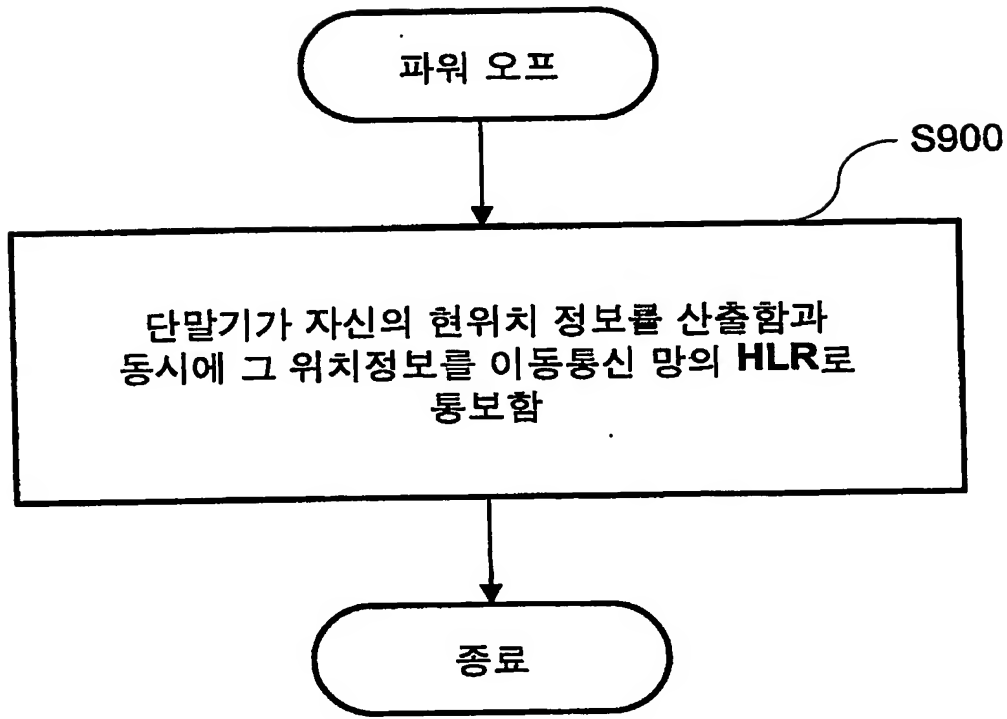 파워 오프
S900
단말기가 자신의 현위치 정보를 산출함과
동시에 그 위치정보를 이동통신 망의 HLR로
통보함
종료